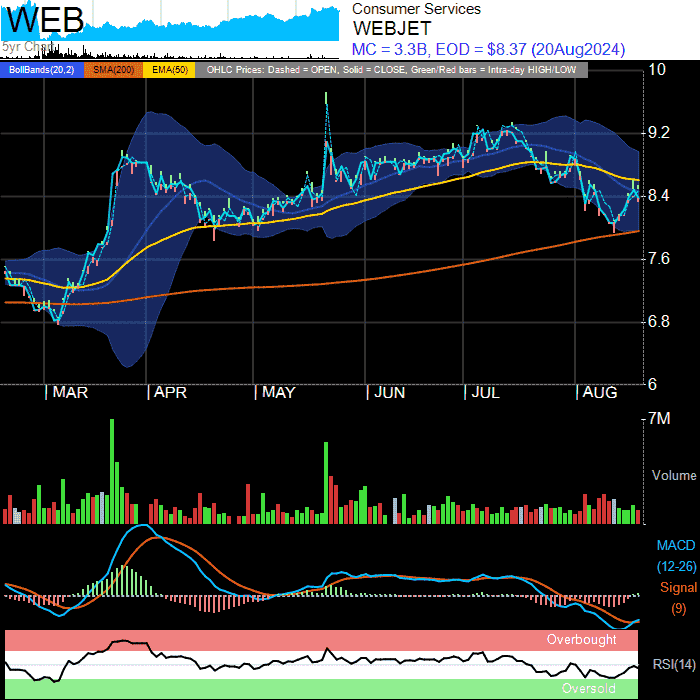 WEB
5yr Chart
Consumer Services
WEBJET
MC = 3.3B, EOD = $8.37 (20Aug2024)
BollBands(20,2) SMA(200) EMA(50) OHLC Prices: Dashed = OPEN, Solid = CLOSE, Green/Red bars = Intra-day HIGH/LOW
10
9.2
8.4
7.6
6.8
6
MAR APR MAY JUN JUL AUG
7M
Volume
MACD
(12-26)
Signal
(9)
Overbought
RSI(14)
Oversold